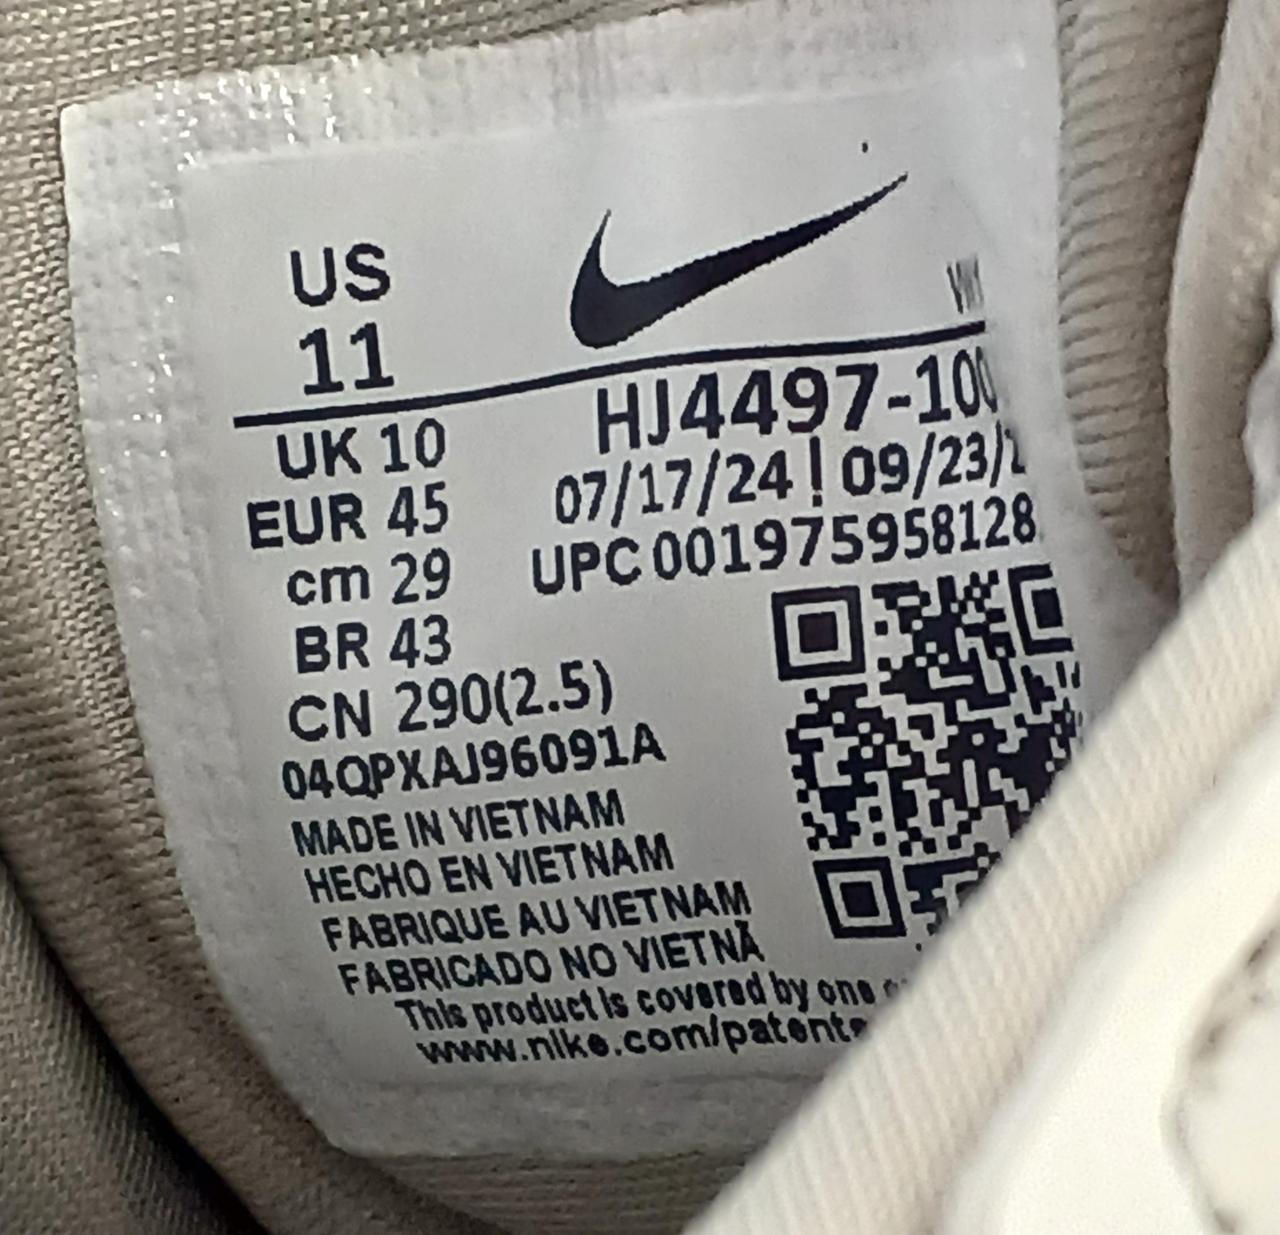 US
11
HJ4497-100
UK 10
07/17/24 ! 09/23/
EUR 45
UPC 001975958128
cm 29
BR 43
CN 290(2.5)
04QPXAJ96091A
MADE IN VIETNAM
HECHO EN VIETNAM
FABRIQUE AU VIETNAM
FABRICADO NO VIETNÃ
This product is covered by one
www.nike.com/patents